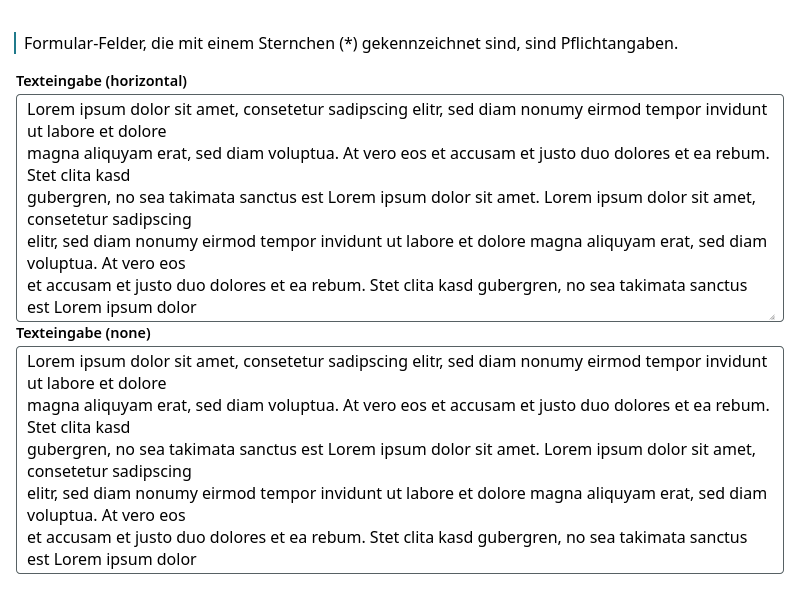 Formular-Felder, die mit einem Sternchen (*) gekennzeichnet sind, sind Pflichtangaben.
Texteingabe (horizontal)
Lorem ipsum dolor sit amet, consetetur sadipscing elitr, sed diam nonumy eirmod tempor invidunt
ut labore et dolore
magna aliquyam erat, sed diam voluptua. At vero eos et accusam et justo duo dolores et ea rebum.
Stet clita kasd
gubergren, no sea takimata sanctus est Lorem ipsum dolor sit amet. Lorem ipsum dolor sit amet,
consetetur sadipscing
elitr, sed diam nonumy eirmod tempor invidunt ut labore et dolore magna aliquyam erat, sed diam
voluptua. At vero eos
et accusam et justo duo dolores et ea rebum. Stet clita kasd gubergren, no sea takimata sanctus
est Lorem ipsum dolor
Texteingabe (none)
Lorem ipsum dolor sit amet, consetetur sadipscing elitr, sed diam nonumy eirmod tempor invidunt
ut labore et dolore
magna aliquyam erat, sed diam voluptua. At vero eos et accusam et justo duo dolores et ea rebum.
Stet clita kasd
gubergren, no sea takimata sanctus est Lorem ipsum dolor sit amet. Lorem ipsum dolor sit amet,
consetetur sadipscing
elitr, sed diam nonumy eirmod tempor invidunt ut labore et dolore magna aliquyam erat, sed diam
voluptua. At vero eos
et accusam et justo duo dolores et ea rebum. Stet clita kasd gubergren, no sea takimata sanctus
est Lorem ipsum dolor